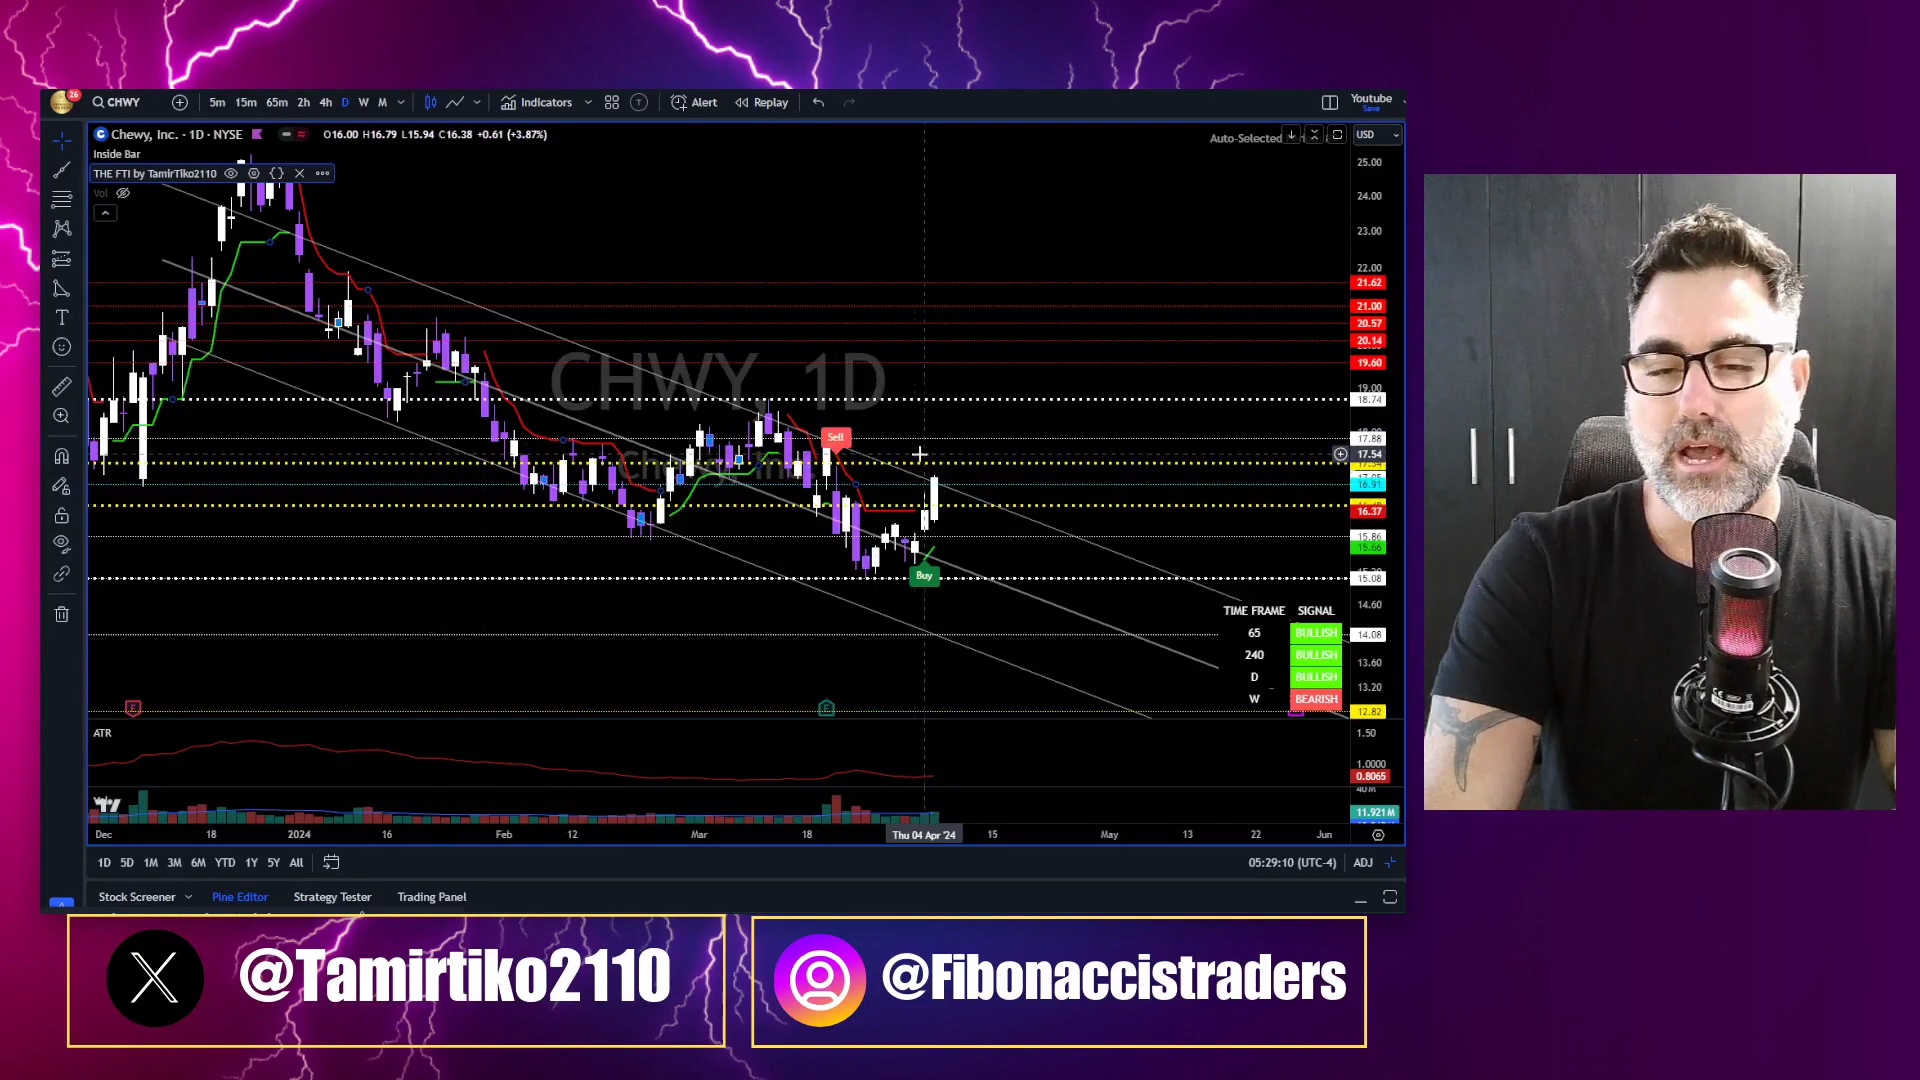 26
CHWY
5m 15m 65m 2h 4h D W M
Indicators
Alert
Replay
Youtube
Save
Chewy, Inc. · 1D · NYSE
O16.00 H16.79 L15.94 C16.38 +0.61 (+3.87%)
Auto-Selected
USD
Inside Bar
THE FTI by TamirTiko2110
Vol
25.00
24.00
23.00
22.00
21.62
21.00
20.57
20.14
19.60
19.00
18.74
17.88
17.54
16.91
16.37
15.86
15.66
15.08
14.60
14.08
13.60
13.20
12.82
CHWY, 1D
Sell
Buy
TIME FRAME SIGNAL
65 BULLISH
240 BULLISH
D BULLISH
W BEARISH
E
E
ATR
1.50
1.0000
0.8065
11.921M
Dec 18 2024 16 Feb 12 Mar 18 Thu 04 Apr '24 15 May 13 22 Jun
1D 5D 1M 3M 6M YTD 1Y 5Y All
05:29:10 (UTC-4) ADJ
Stock Screener Pine Editor Strategy Tester Trading Panel
@Tamirtiko2110
@Fibonaccistraders